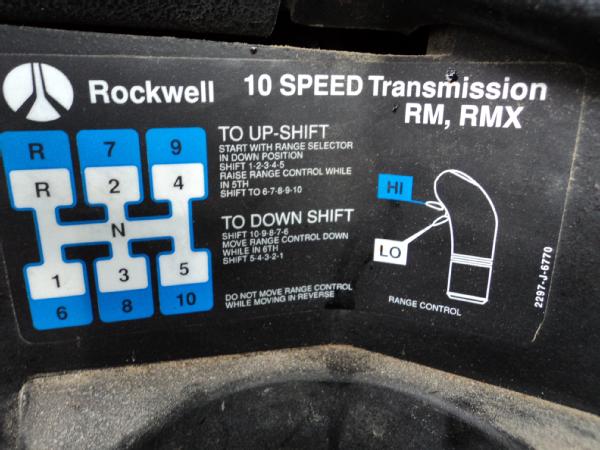 Rockwell 10 SPEED Transmission
RM, RMX
R 7 9
R 2 4
N
1 3 5
6 8 10
TO UP-SHIFT
START WITH RANGE SELECTOR
IN DOWN POSITION
SHIFT 1-2-3-4-5
RAISE RANGE CONTROL WHILE
IN 5TH
SHIFT TO 6-7-8-9-10
TO DOWN SHIFT
SHIFT 10-9-8-7-6
MOVE RANGE CONTROL DOWN
WHILE IN 6TH
SHIFT 5-4-3-2-1
DO NOT MOVE RANGE CONTROL
WHILE MOVING IN REVERSE
HI
LO
RANGE CONTROL
2297-J-6770